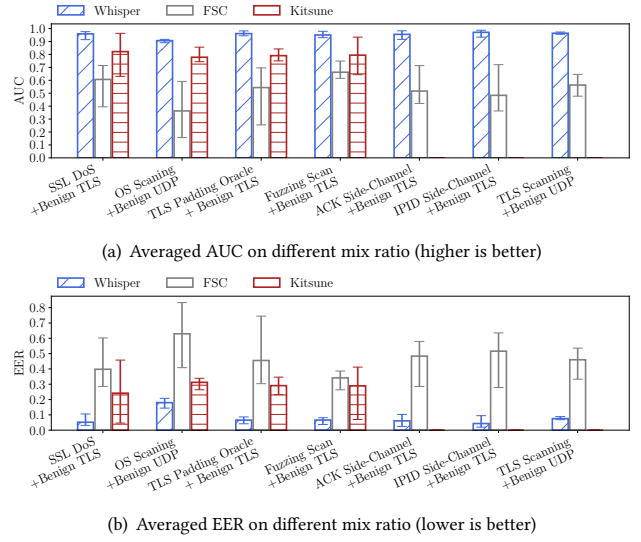 Whisper FSC Kitsune
1.0
0.9
0.8
0.7
0.6
0.5
0.4
0.3
0.2
0.1
0.0
AUC
SSL DoS
+Benign TLS
OS Scaning
+Benign UDP
TLS Padding Oracle
+ Benign TLS
Fuzzing Scan
+Benign TLS
ACK Side-Channel
+Benign TLS
IPID Side-Channel
+Benign TLS
TLS Scanning
+Benign UDP
(a) Averaged AUC on different mix ratio (higher is better)
Whisper FSC Kitsune
0.8
0.7
0.6
0.5
0.4
0.3
0.2
0.1
0.0
EER
SSL DoS
+Benign TLS
OS Scaning
+Benign UDP
TLS Padding Oracle
+ Benign TLS
Fuzzing Scan
+Benign TLS
ACK Side-Channel
+Benign TLS
IPID Side-Channel
+Benign TLS
TLS Scanning
+Benign UDP
(b) Averaged EER on different mix ratio (lower is better)